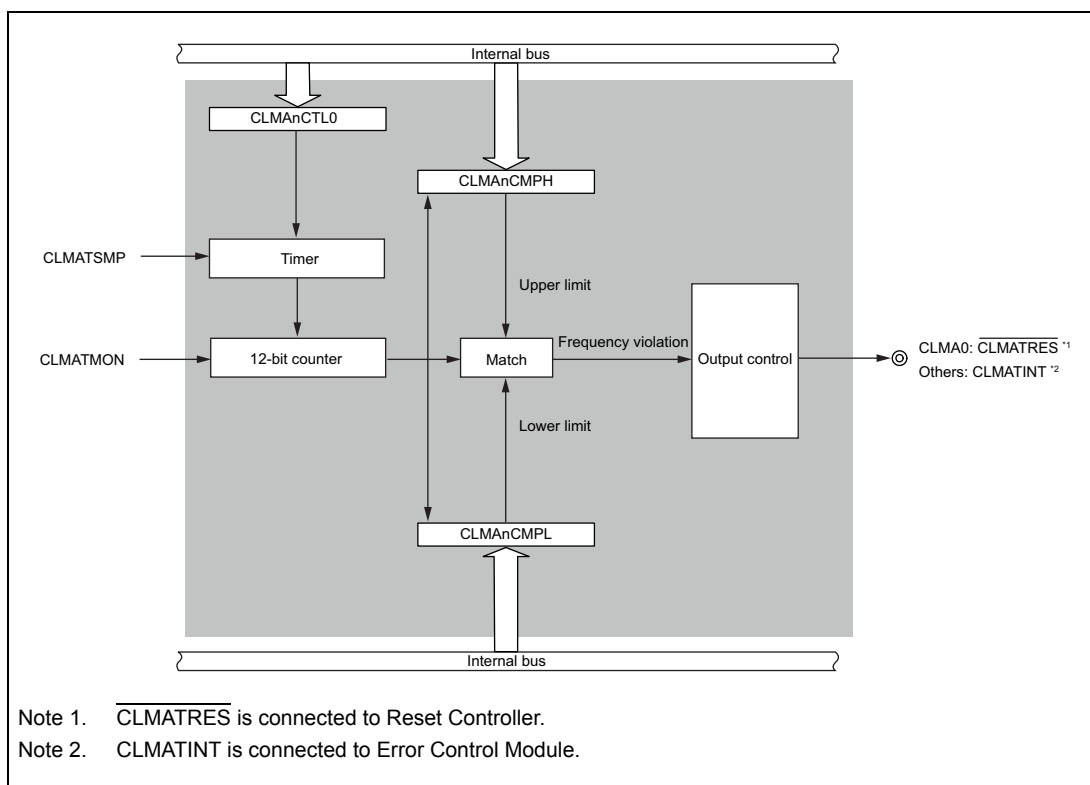 Internal bus
CLMAnCTL0
CLMAnCMPH
CLMATSMP
Timer
Upper limit
CLMATMON
12-bit counter
Match
Frequency violation
Output control
CLMA0: CLMATRES *1
Others: CLMATINT *2
Lower limit
CLMAnCMPL
Internal bus
Note 1. CLMATRES is connected to Reset Controller.
Note 2. CLMATINT is connected to Error Control Module.